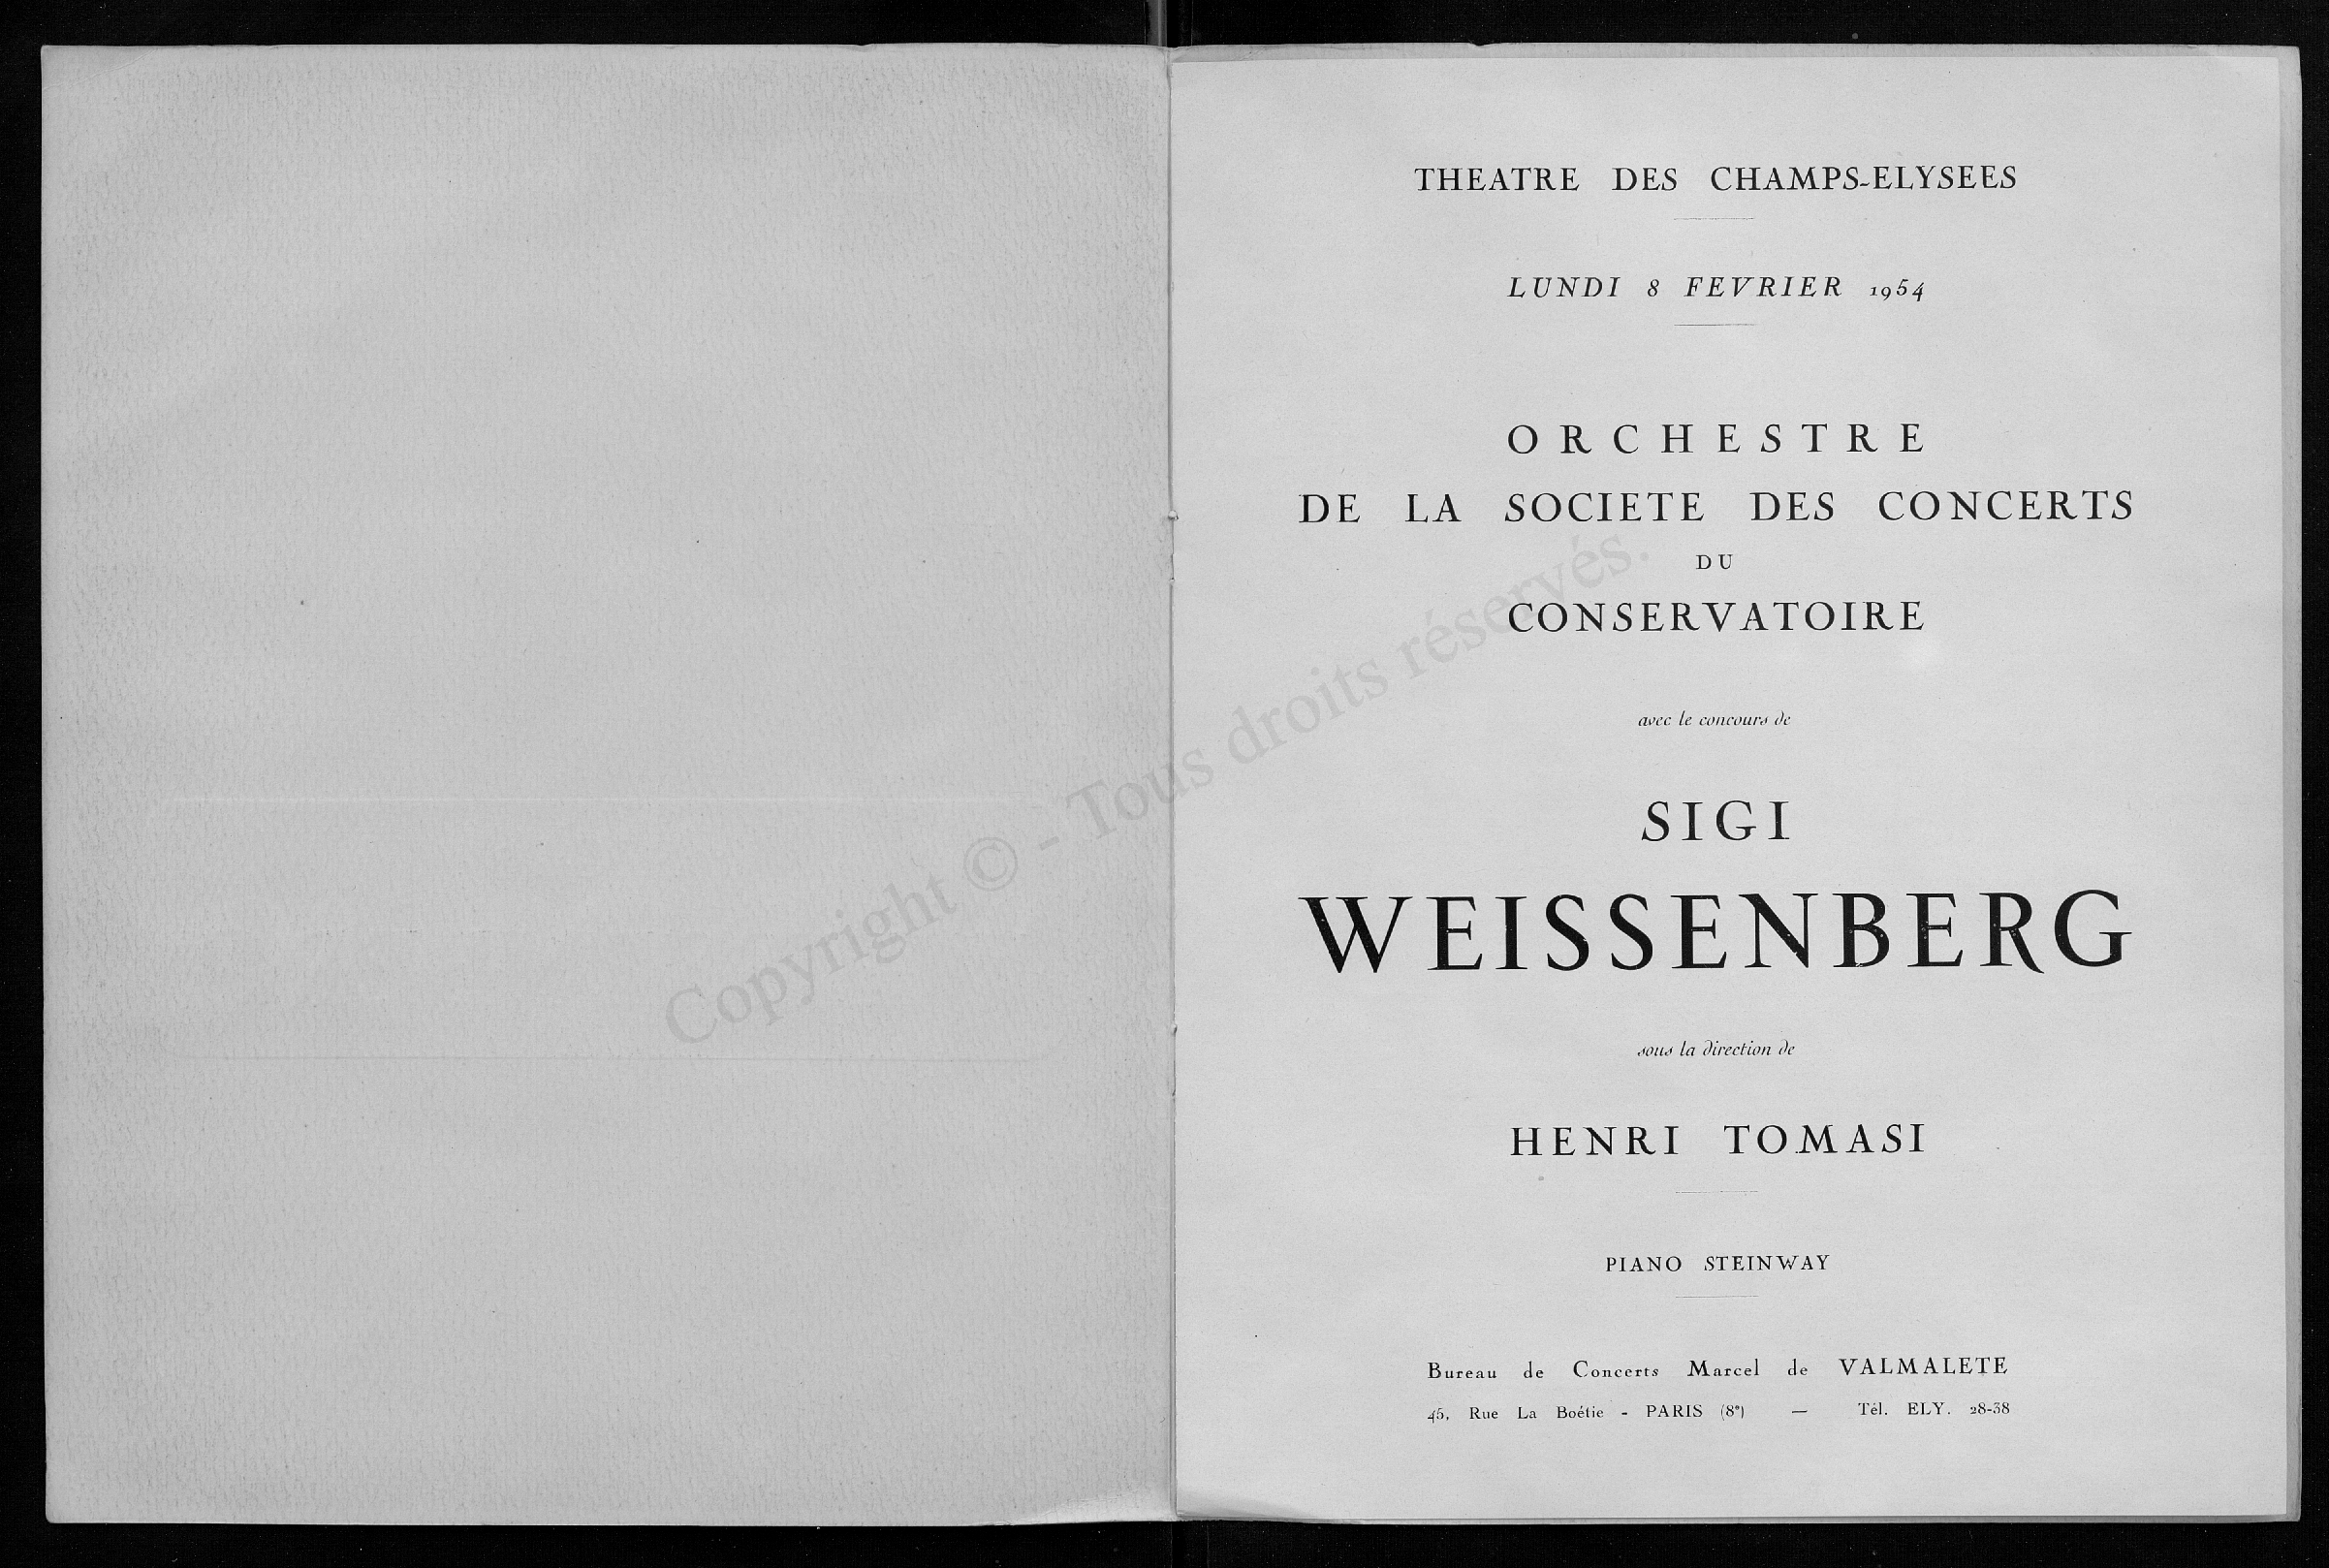 THEATRE DES CHAMPS-ELYSEES
LUNDI 8 FEVRIER 1954
ORCHESTRE
DE LA SOCIETE DES CONCERTS
DU
CONSERVATOIRE
avec le concours de
SIGI
WEISSENBERG
sous la direction de
HENRI TOMASI
PIANO STEINWAY
Bureau de Concerts Marcel de VALMALETE
45, Rue La Boétie - PARIS (8e) — Tél. ELY. 28-38
Copyright © - Tous droits réservés.